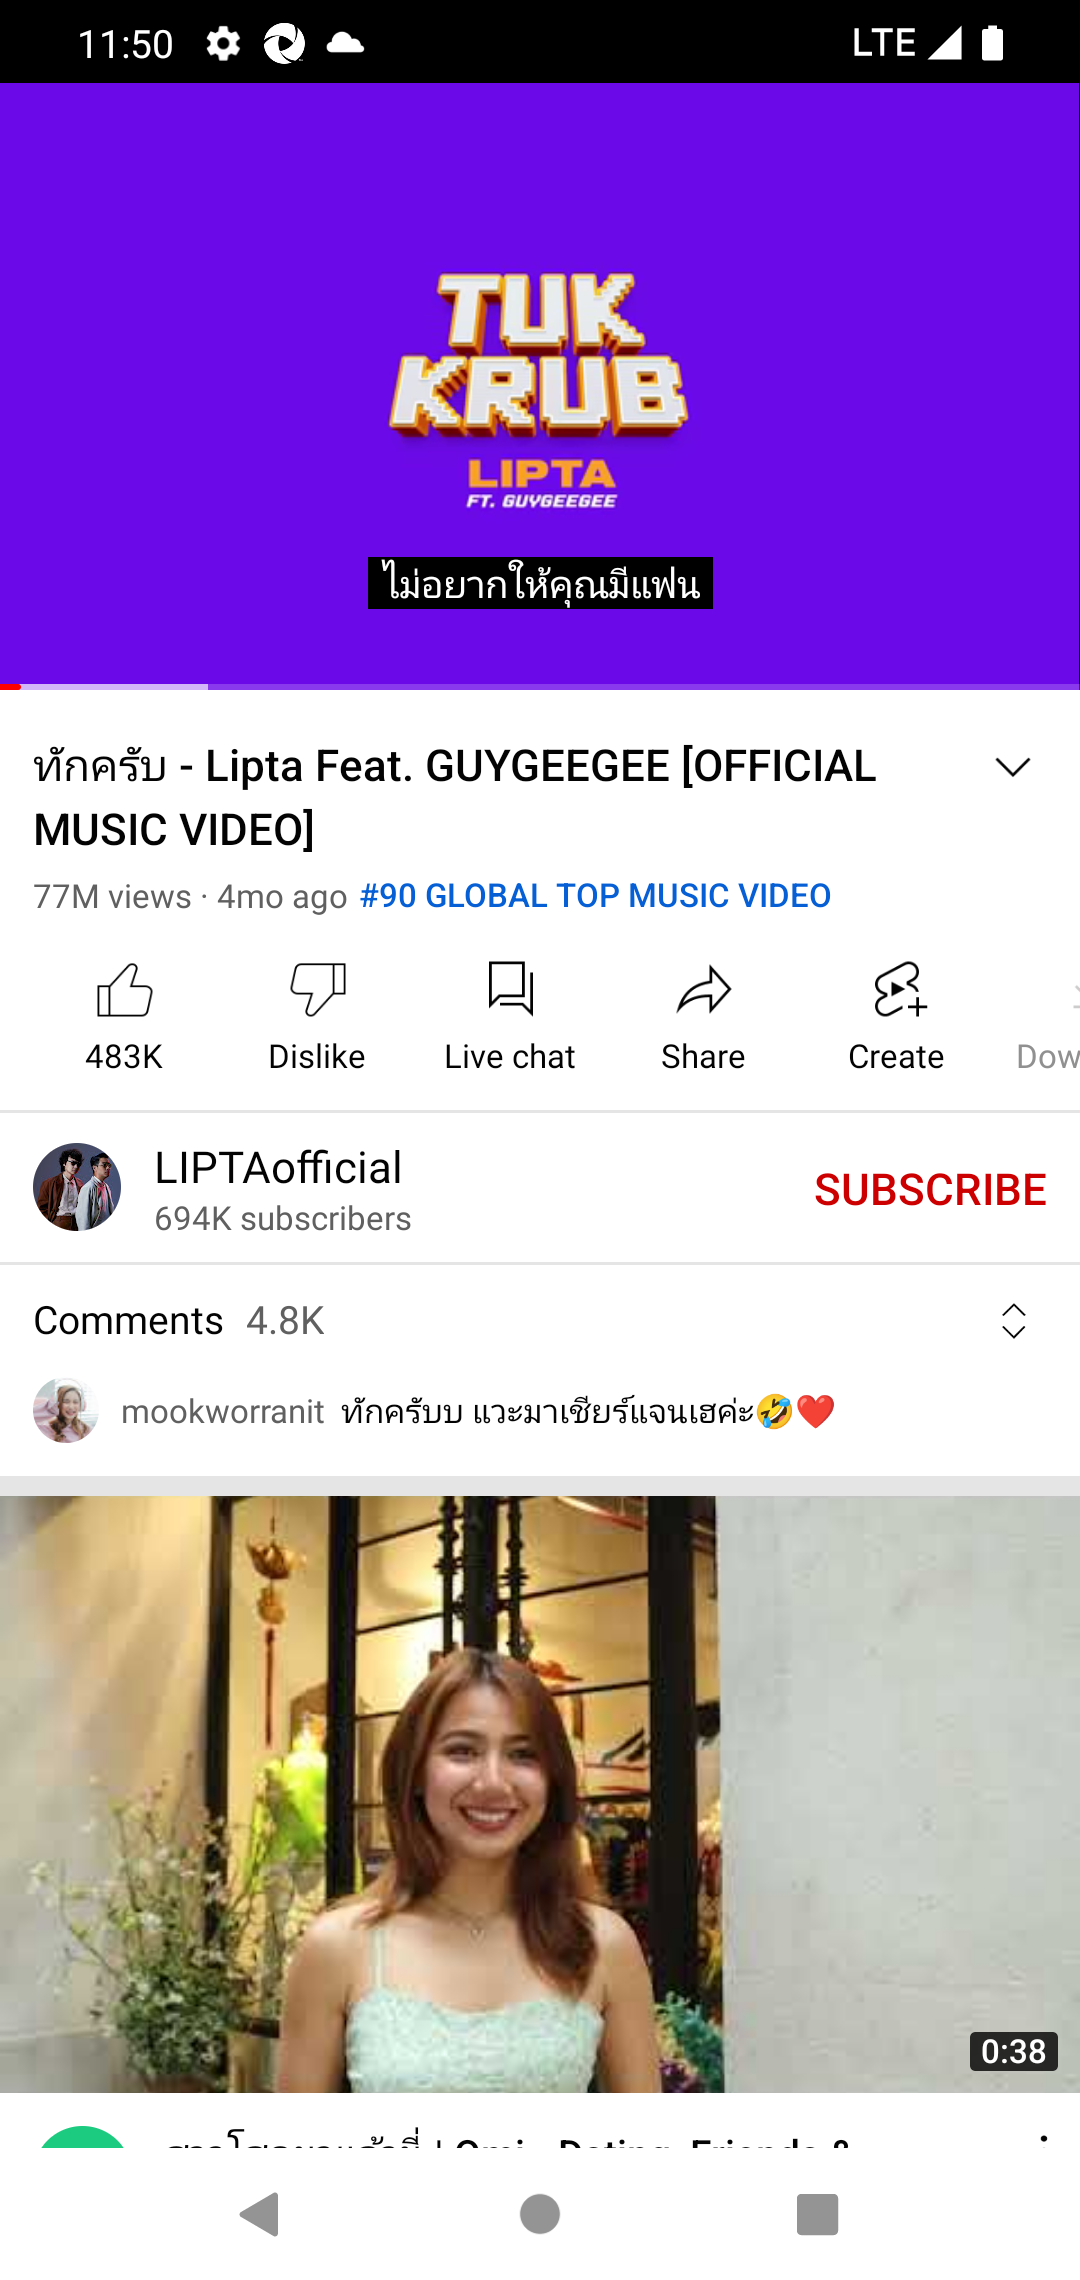 11:50
LTE
TUK
KRUB
LIPTA
FT. GUYGEEGEE
ไม่อยากให้คุณมีแฟน
ทักครับ - Lipta Feat. GUYGEEGEE [OFFICIAL
MUSIC VIDEO]
77M views · 4mo ago #90 GLOBAL TOP MUSIC VIDEO
483K
Dislike
Live chat
Share
Create
Dow
LIPTAofficial
694K subscribers
SUBSCRIBE
Comments 4.8K
mookworranit ทักครับบ แวะมาเชียร์แจนเฮค่ะ🤣❤️
0:38